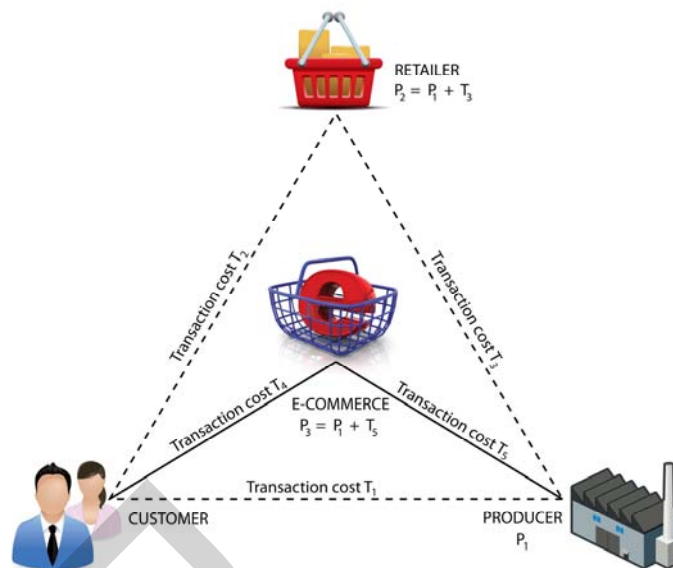 RETAILER
P₂ = P₁ + T₃
Transaction cost T₂
Transaction cost T₃
Transaction cost T₄
E-COMMERCE
P₃ = P₁ + T₅
Transaction cost T₅
Transaction cost T₁
CUSTOMER
PRODUCER
P₁